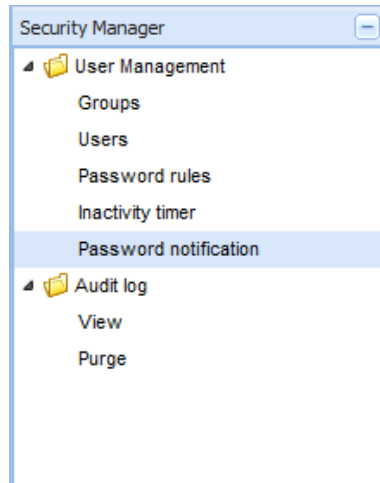 Security Manager
User Management
Groups
Users
Password rules
Inactivity timer
Password notification
Audit log
View
Purge